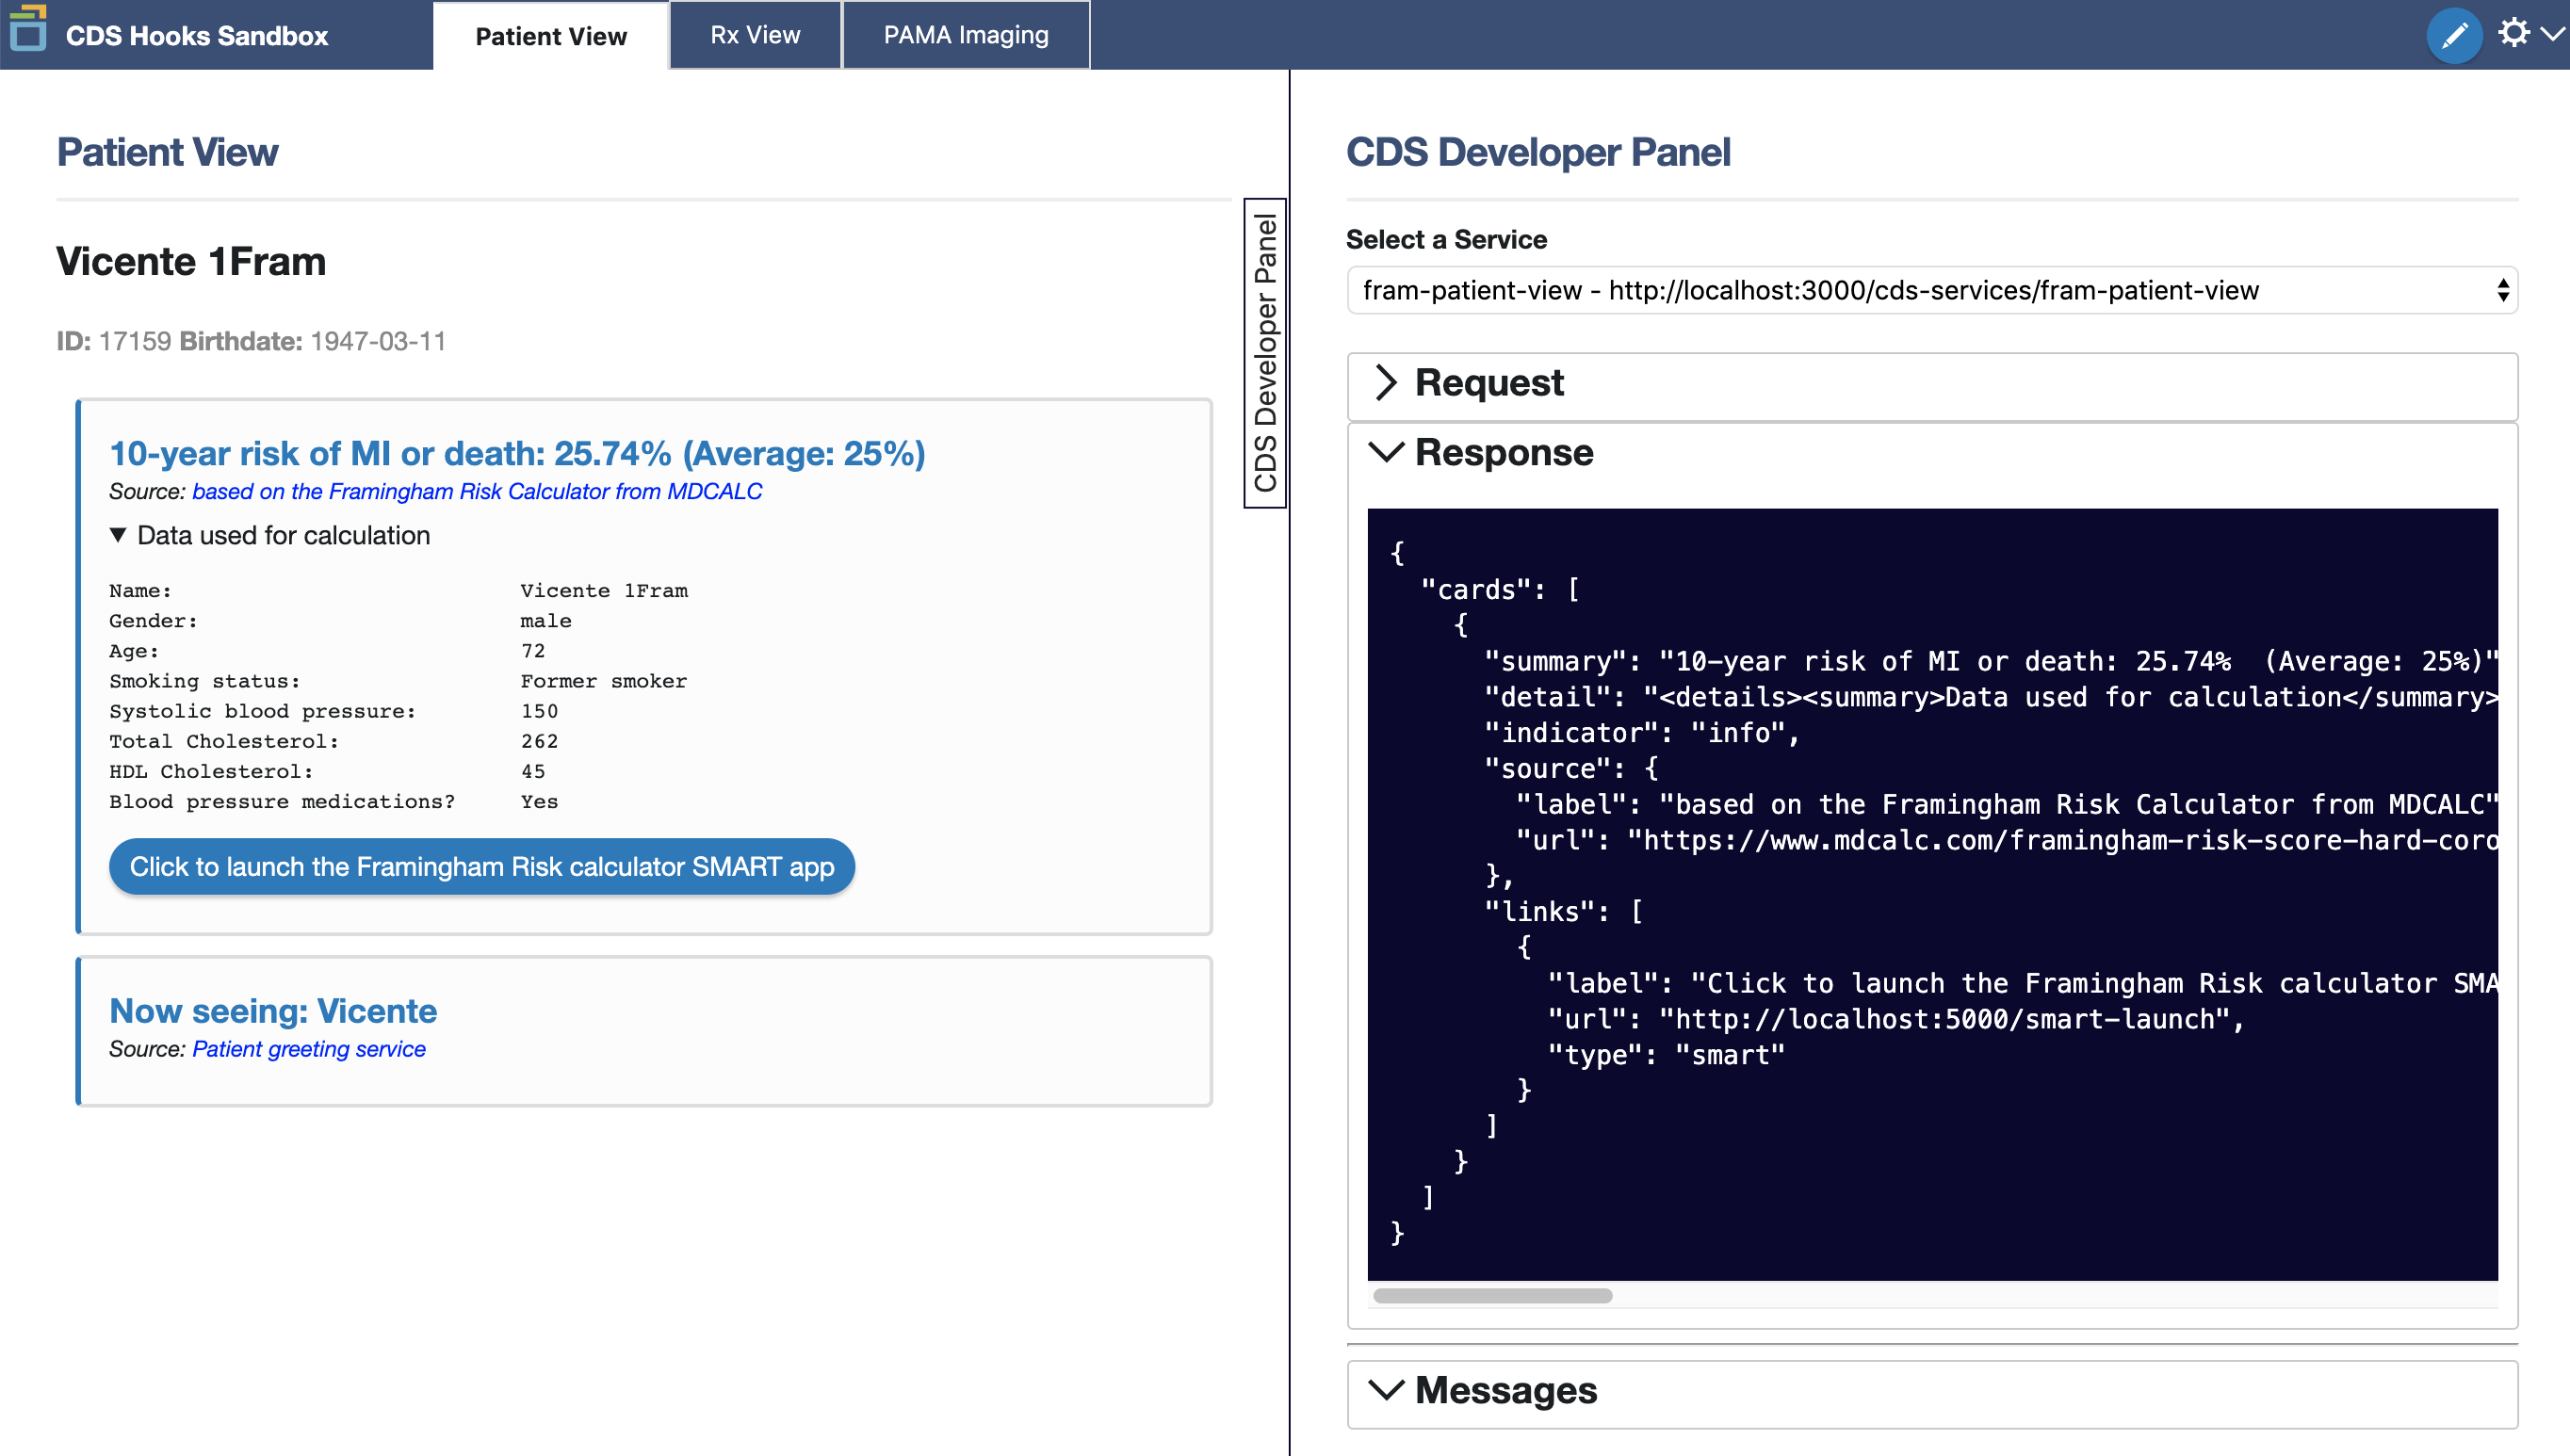 CDS Hooks Sandbox
Patient View
Rx View
PAMA Imaging
Patient View
Vicente 1Fram
ID: 17159 Birthdate: 1947-03-11
10-year risk of MI or death: 25.74% (Average: 25%)
Source: based on the Framingham Risk Calculator from MDCALC
Data used for calculation
Name: Vicente 1Fram
Gender: male
Age: 72
Smoking status: Former smoker
Systolic blood pressure: 150
Total Cholesterol: 262
HDL Cholesterol: 45
Blood pressure medications? Yes
Click to launch the Framingham Risk calculator SMART app
Now seeing: Vicente
Source: Patient greeting service
CDS Developer Panel
CDS Developer Panel
Select a Service
fram-patient-view - http://localhost:3000/cds-services/fram-patient-view
Request
Response
{
"cards": [
{
"summary": "10-year risk of MI or death: 25.74%  (Average: 25%)"
"detail": "<details><summary>Data used for calculation</summary>
"indicator": "info",
"source": {
"label": "based on the Framingham Risk Calculator from MDCALC"
"url": "https://www.mdcalc.com/framingham-risk-score-hard-coro
},
"links": [
{
"label": "Click to launch the Framingham Risk calculator SMA
"url": "http://localhost:5000/smart-launch",
"type": "smart"
}
]
}
]
}
Messages